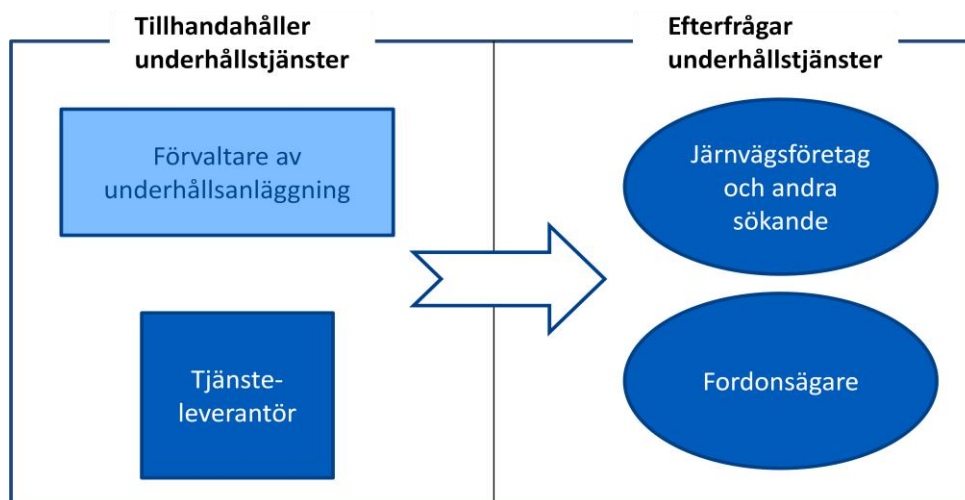 Tillhandahåller
underhållstjänster
Förvaltare av
underhållsanläggning
Tjänste-
leverantör
Efterfrågar
underhållstjänster
Järnvägsföretag
och andra
sökande
Fordonsägare